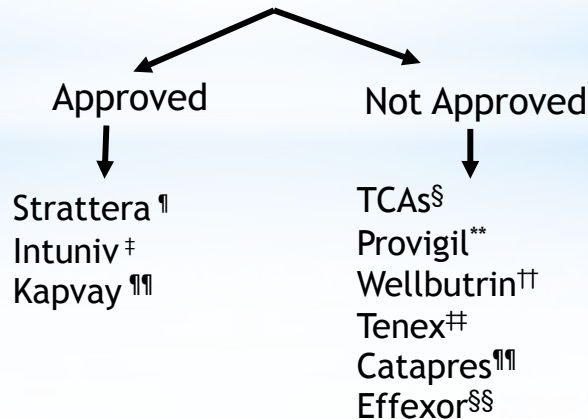 Approved
Not Approved
Strattera ¶
Intuniv ‡
Kapvay ¶¶
TCAs§
Provigil**
Wellbutrin††
Tenex‡‡
Catapres¶¶
Effexor§§